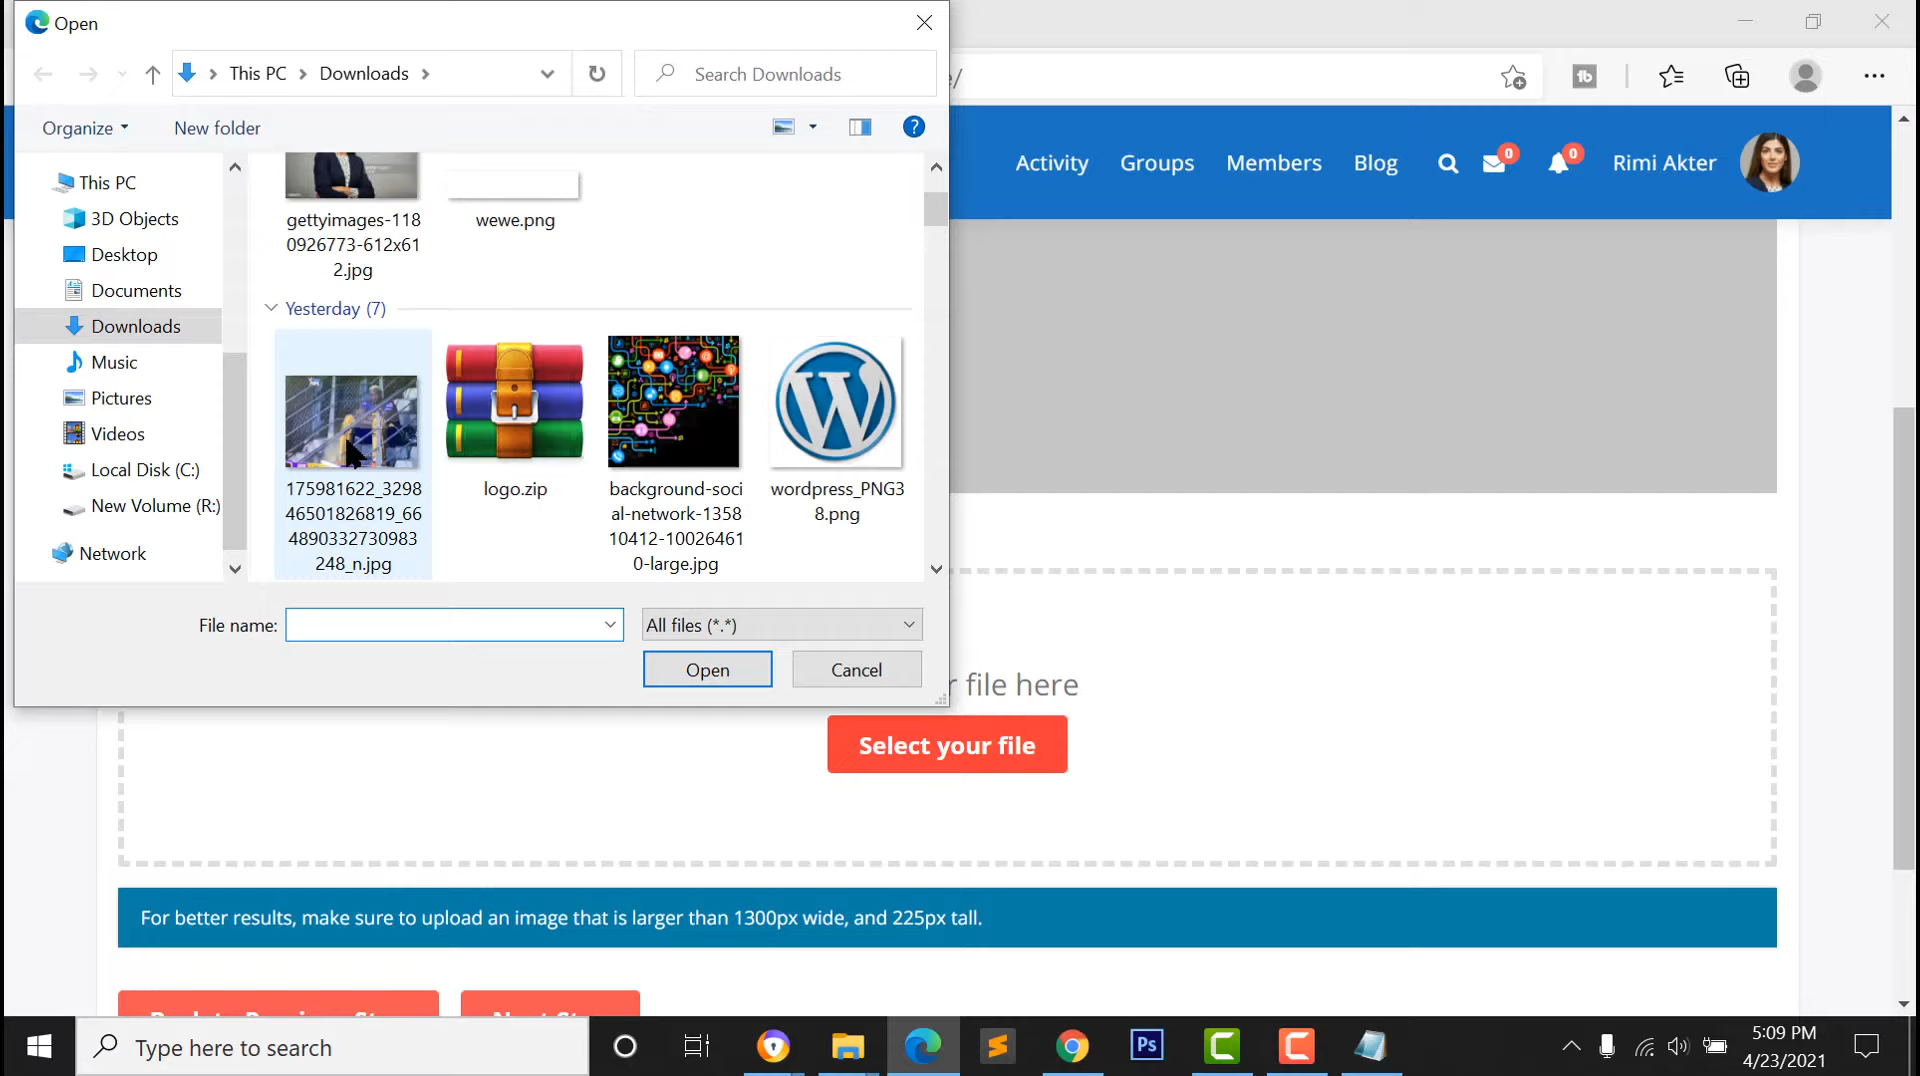 Open
This PC
Downloads
Search Downloads
e/
Organize
New folder
Activity
Groups
Members
Blog
0
0
Rimi Akter
This PC
3D Objects
Desktop
Documents
Downloads
Music
Pictures
Videos
Local Disk (C:)
New Volume (R:)
Network
gettyimages-118
0926773-612x61
2.jpg
wewe.png
Yesterday (7)
175981622_3298
46501826819_66
4890332730983
248_n.jpg
logo.zip
background-soci
al-network-1358
10412-10026461
0-large.jpg
wordpress_PNG3
8.png
File name:
All files (*.*)
Open
Cancel
r file here
Select your file
For better results, make sure to upload an image that is larger than 1300px wide, and 225px tall.
Type here to search
Ps
5:09 PM
4/23/2021